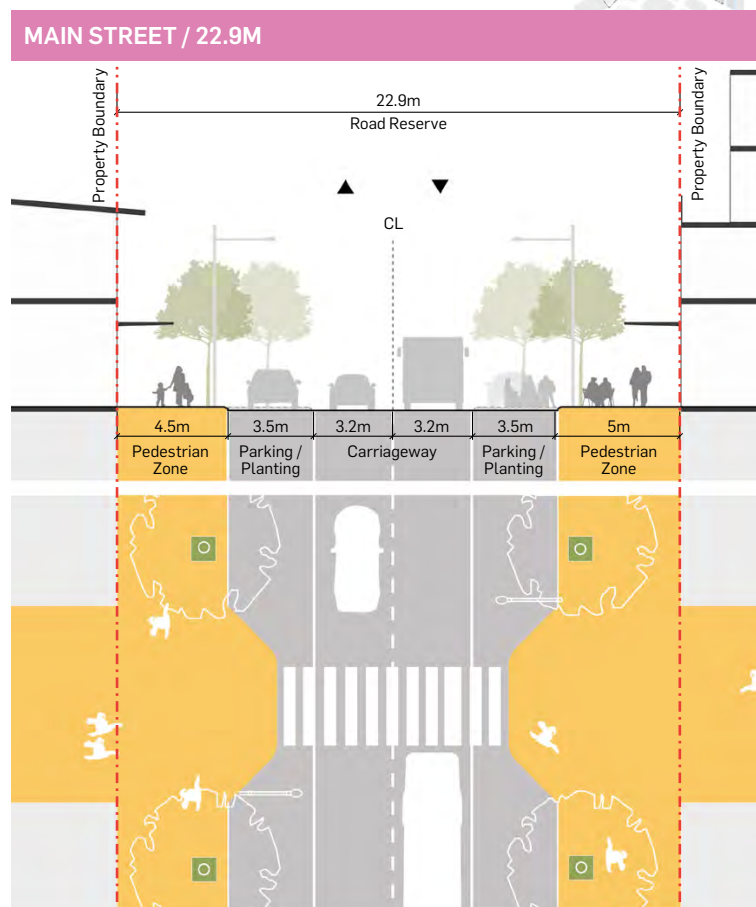 MAIN STREET / 22.9M
Property Boundary
22.9m
Road Reserve
Property Boundary
CL
4.5m
3.5m
3.2m
3.2m
3.5m
5m
Pedestrian
Zone
Parking /
Planting
Carriageway
Parking /
Planting
Pedestrian
Zone